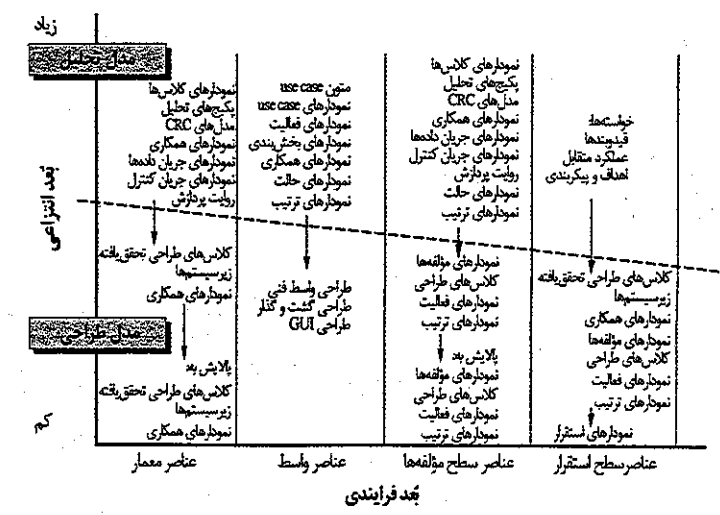 زیاد
مدل تحلیل
بُعد انتزاعی
مدل طراحی
کم
نمودارهای کلاس‌ها
پکیج‌های تحلیل
مدل‌های CRC
نمودارهای همکاری
نمودارهای جریان داده‌ها
نمودارهای جریان کنترل
روایت پردازش
کلاس‌های طراحی تحقق‌یافته
زیرسیستم‌ها
نمودارهای همکاری
پالایش به:
کلاس‌های طراحی تحقق‌یافته
زیرسیستم‌ها
نمودارهای همکاری
عناصر معمار
متون use case
نمودارهای use case
نمودارهای فعالیت
نمودارهای بخش‌بندی
نمودارهای همکاری
نمودارهای حالت
نمودارهای ترتیب
طراحی واسط فنی
طراحی گشت و گذار
طراحی GUI
عناصر واسط
نمودارهای کلاس‌ها
پکیج‌های تحلیل
مدل‌های CRC
نمودارهای همکاری
نمودارهای جریان داده‌ها
نمودارهای جریان کنترل
روایت پردازش
نمودارهای حالت
نمودارهای ترتیب
نمودارهای مؤلفه‌ها
کلاس‌های طراحی
نمودارهای فعالیت
نمودارهای ترتیب
پالایش به:
نمودارهای مؤلفه‌ها
کلاس‌های طراحی
نمودارهای فعالیت
نمودارهای ترتیب
عناصر سطح مؤلفه‌ها
خواسته‌ها:
قیدوبندها
عملکرد متقابل
اهداف و پیکربندی
کلاس‌های طراحی تحقق‌یافته
زیرسیستم‌ها
نمودارهای همکاری
نمودارهای مؤلفه‌ها
کلاس‌های طراحی
نمودارهای فعالیت
نمودارهای ترتیب
نمودارهای استقرار
عناصر سطح استقرار
بُعد فرایندی